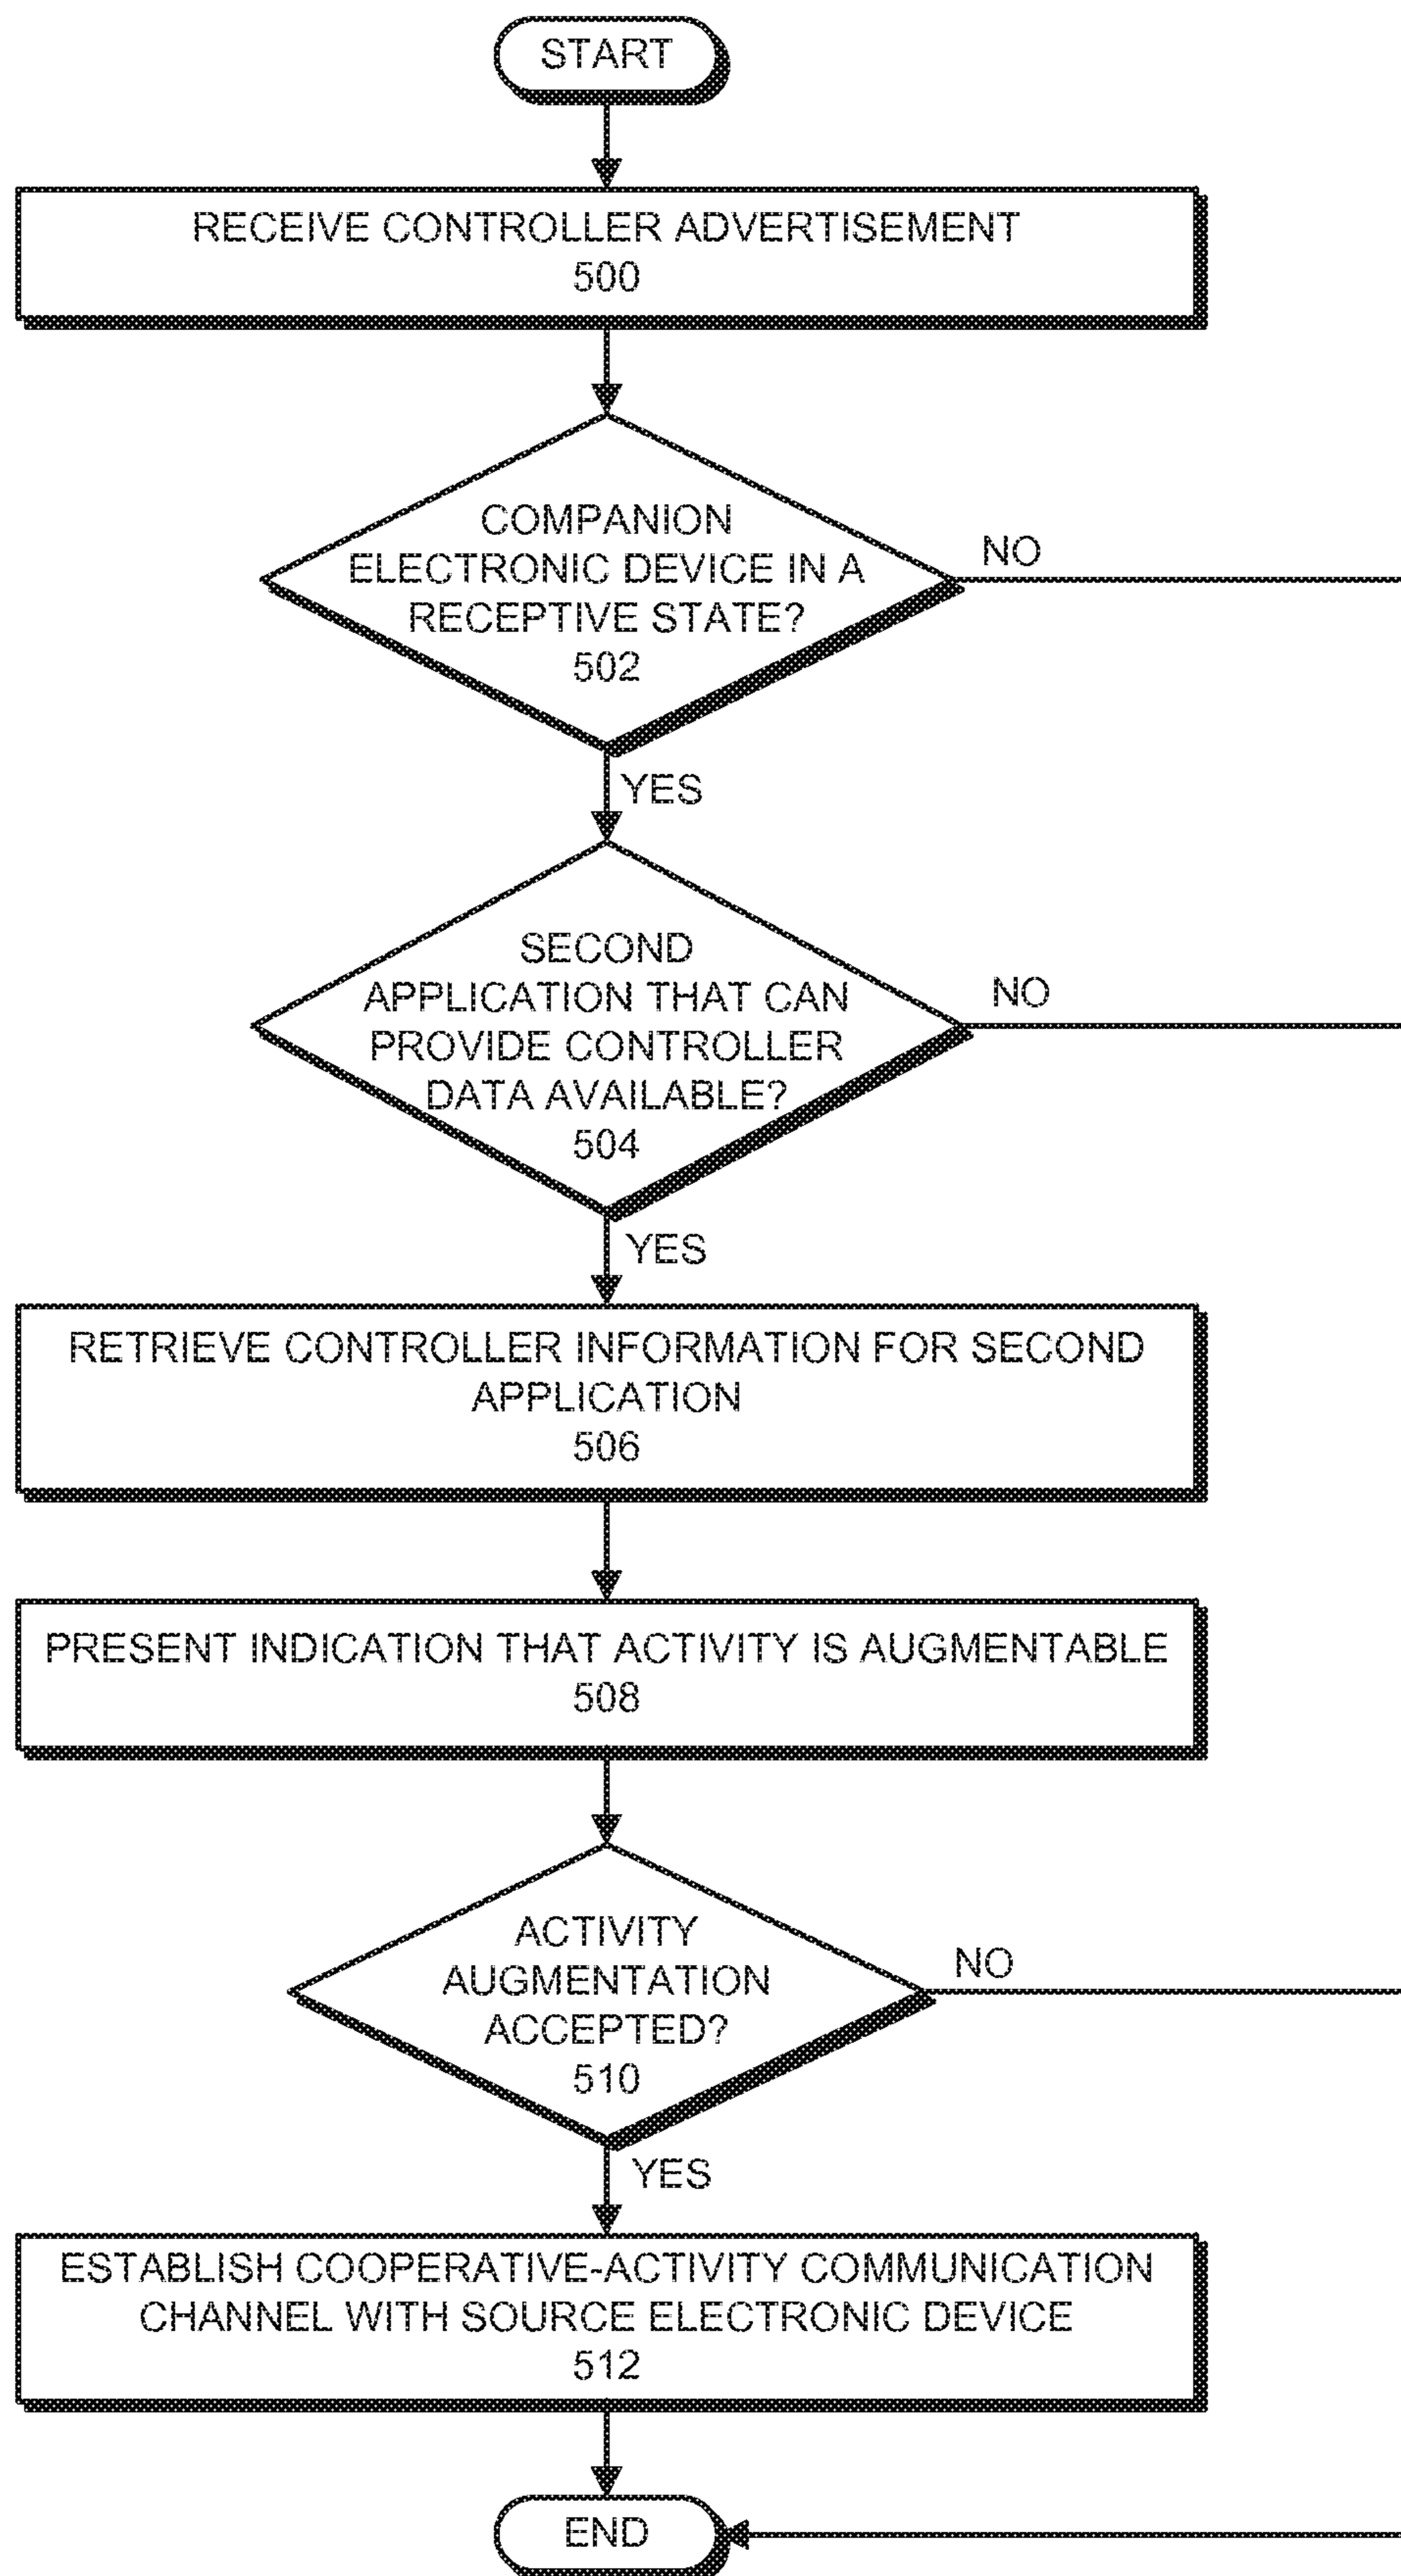 START
RECEIVE CONTROLLER ADVERTISEMENT
500
COMPANION
ELECTRONIC DEVICE IN A
RECEPTIVE STATE?
502
NO
YES
SECOND
APPLICATION THAT CAN
PROVIDE CONTROLLER
DATA AVAILABLE?
504
NO
YES
RETRIEVE CONTROLLER INFORMATION FOR SECOND
APPLICATION
506
PRESENT INDICATION THAT ACTIVITY IS AUGMENTABLE
508
ACTIVITY
AUGMENTATION
ACCEPTED?
510
NO
YES
ESTABLISH COOPERATIVE-ACTIVITY COMMUNICATION
CHANNEL WITH SOURCE ELECTRONIC DEVICE
512
END